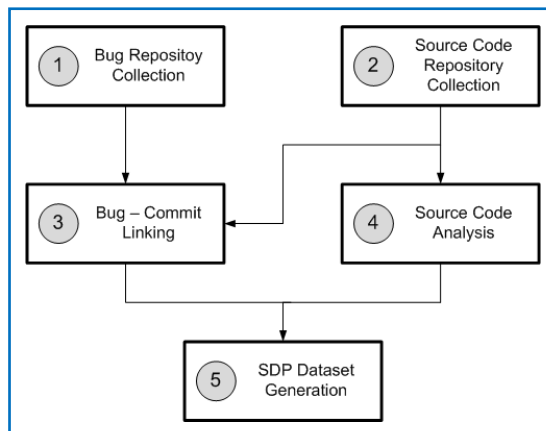 1
Bug Repositoy
Collection
2
Source Code
Repository
Collection
3
Bug – Commit
Linking
4
Source Code
Analysis
5
SDP Dataset
Generation